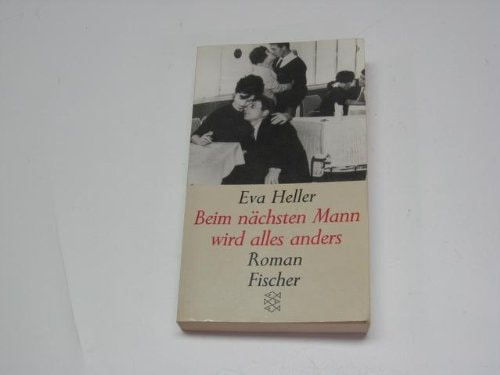 Eva Heller
Beim nächsten Mann
wird alles anders
Roman
Fischer